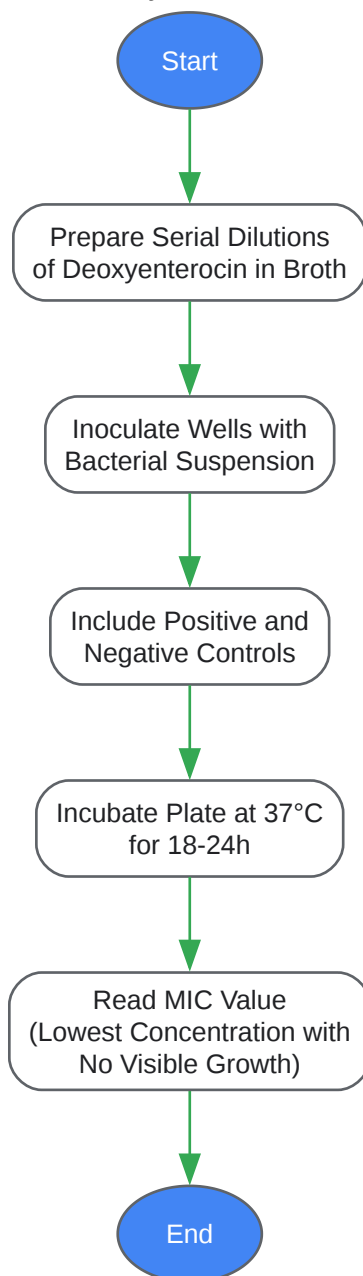 Start
Prepare Serial Dilutions
of Deoxyenterocin in Broth
Inoculate Wells with
Bacterial Suspension
Include Positive and
Negative Controls
Incubate Plate at 37°C
for 18-24h
Read MIC Value
(Lowest Concentration with
No Visible Growth)
End